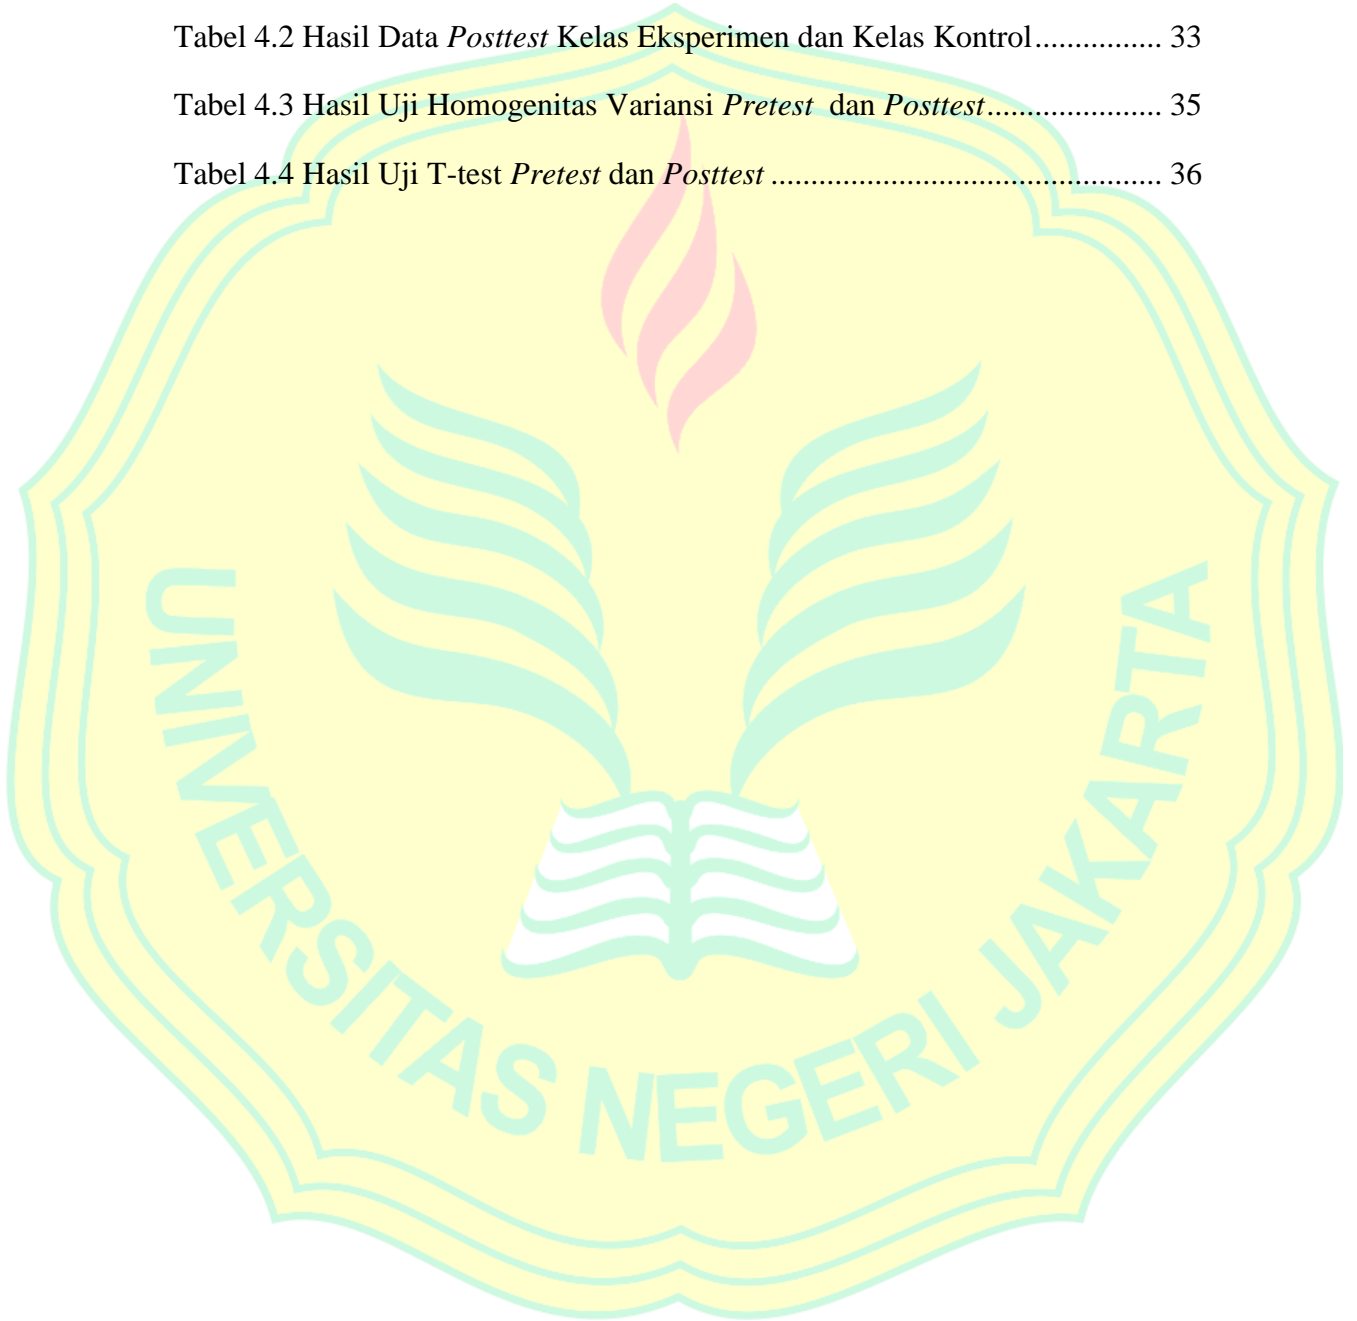 Tabel 4.2 Hasil Data Posttest Kelas Eksperimen dan Kelas Kontrol............... 33
Tabel 4.3 Hasil Uji Homogenitas Variansi Pretest dan Posttest.................... 35
Tabel 4.4 Hasil Uji T-test Pretest dan Posttest .......................................... 36
UNIVERSITAS NEGERI JAKARTA